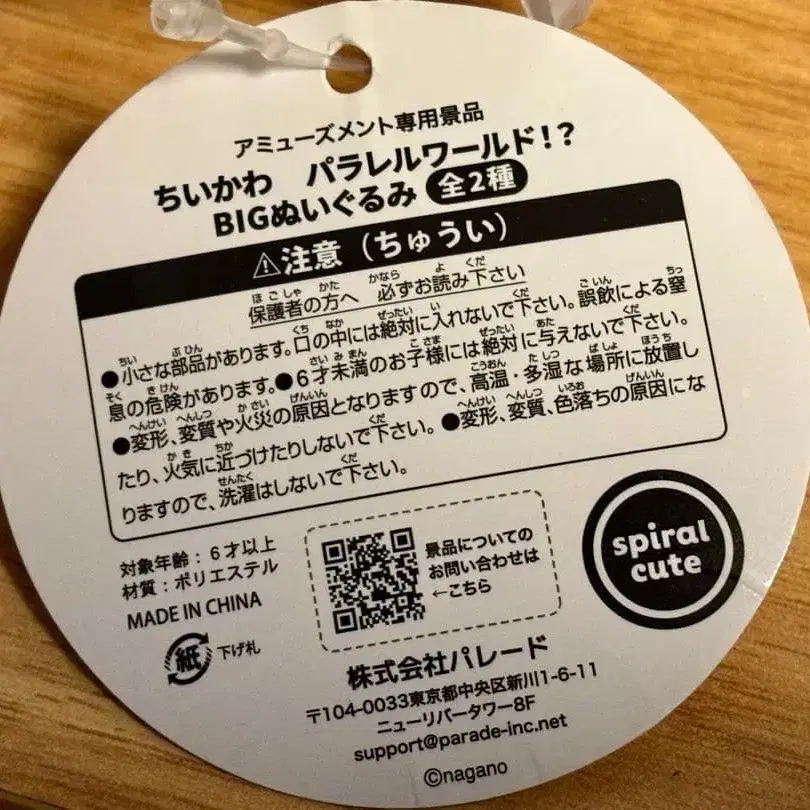 アミューズメント専用景品
ちいかわ　パラレルワールド！？
BIGぬいぐるみ 全2種
⚠注意（ちゅうい）
保護者の方へ　必ずお読み下さい
●小さな部品があります。口の中には絶対に入れないで下さい。誤飲による窒
息の危険があります。●6才未満のお子様には絶対に与えないで下さい。
●変形、変質や火災の原因となりますので、高温・多湿な場所に放置し
たり、火気に近づけたりしないで下さい。●変形、変質、色落ちの原因にな
りますので、洗濯はしないで下さい。
対象年齢：6才以上
材質：ポリエステル
MADE IN CHINA
紙 下げ札
景品についての
お問い合わせは
←こちら
spiral
cute
株式会社パレード
〒104-0033東京都中央区新川1-6-11
ニューリバータワー8F
support@parade-inc.net
©nagano